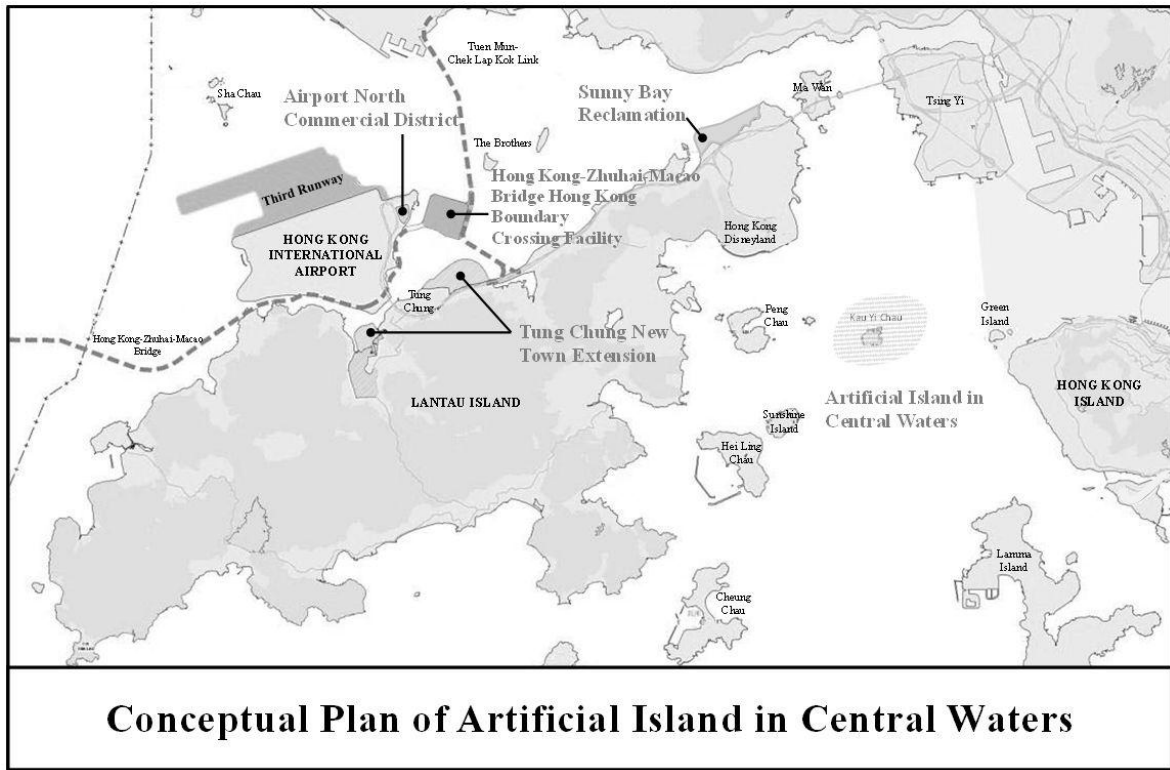 Tuen Mun-
Chek Lap Kok Link
Sha Chau
Airport North
Commercial District
Sunny Bay
Reclamation
Ma Wan
Tsing Yi
The Brothers
Third Runway
Hong Kong-Zhuhai-Macao
Bridge Hong Kong
Boundary
Crossing Facility
HONG KONG
INTERNATIONAL
AIRPORT
Hong Kong
Disneyland
Tung
Chung
Peng
Chau
Kau Yi Chau
Green
Island
Hong Kong-Zhuhai-Macao
Bridge
Tung Chung New
Town Extension
LANTAU ISLAND
Artificial Island in
Central Waters
HONG KONG
ISLAND
Sunshine
Island
Hei Ling
Chau
Lamma
Island
Cheung
Chau
Conceptual Plan of Artificial Island in Central Waters